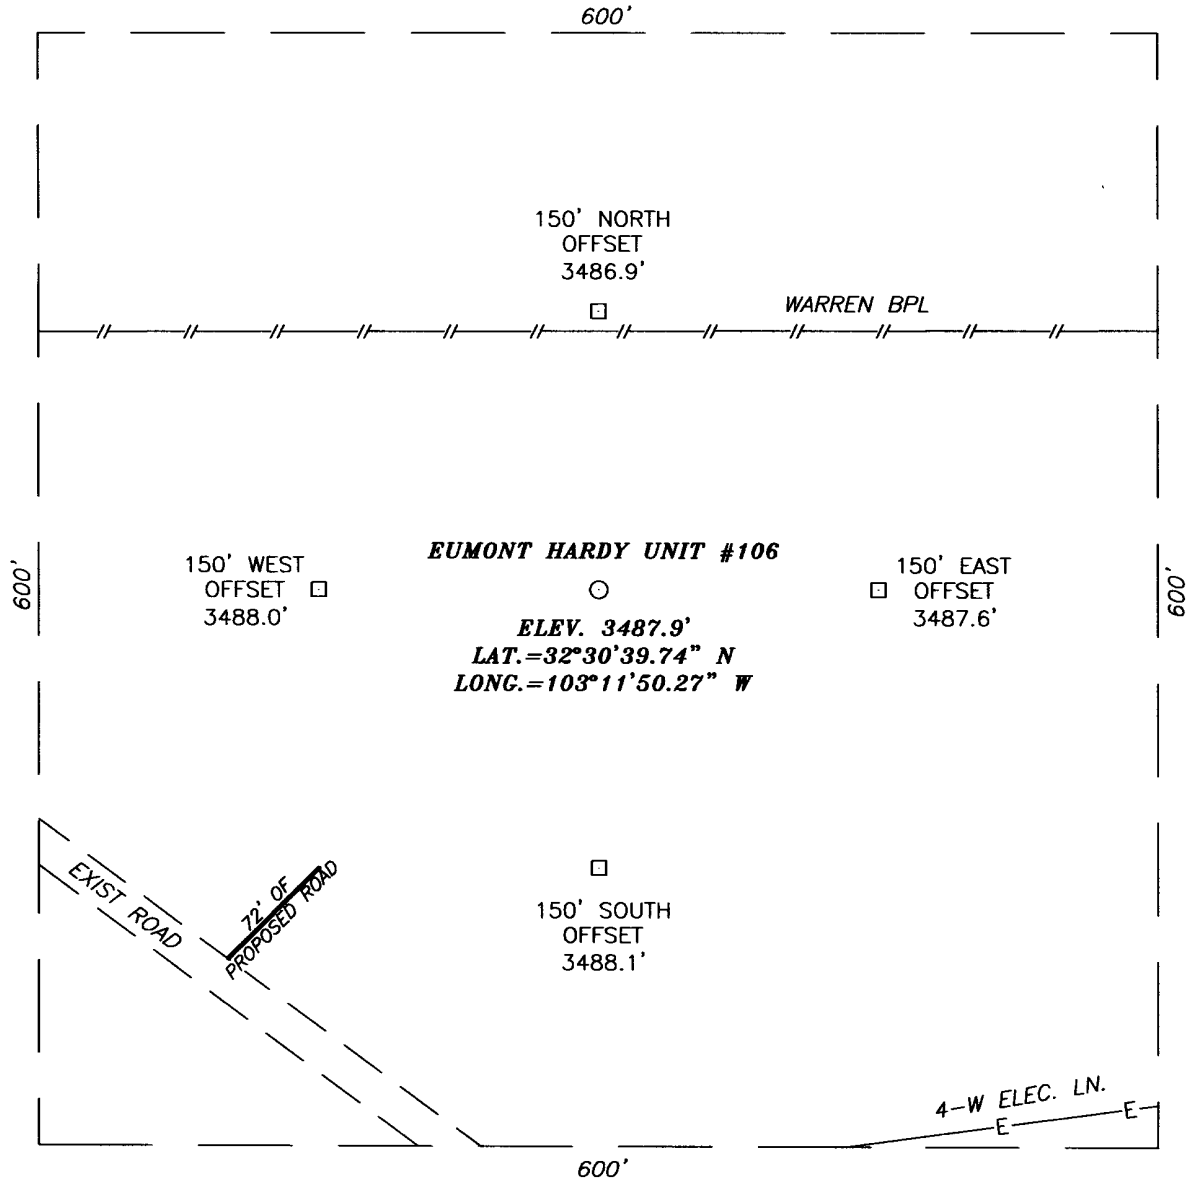 600'
150' NORTH
OFFSET
3486.9'
WARREN BPL
600'
150' WEST
OFFSET
3488.0'
EUMONT HARDY UNIT #106
ELEV. 3487.9'
LAT.=32°30'39.74" N
LONG.=103°11'50.27" W
150' EAST
OFFSET
3487.6'
600'
EXIST ROAD
72' OF
PROPOSED ROAD
150' SOUTH
OFFSET
3488.1'
4-W ELEC. LN.
E
E
600'